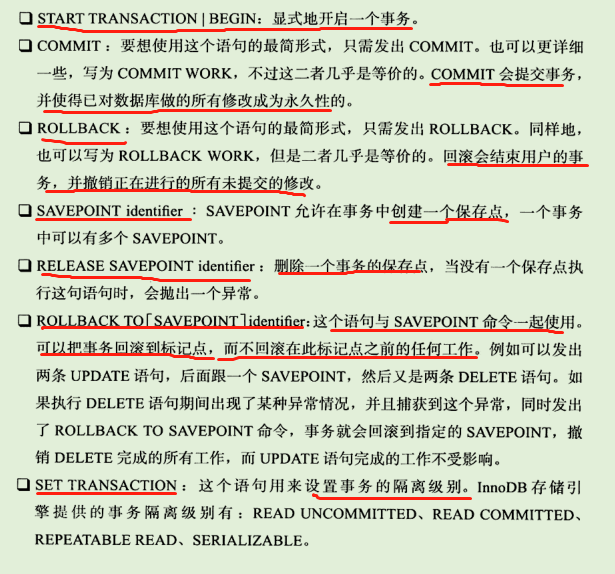 ❑ START TRANSACTION | BEGIN：显式地开启一个事务。
❑ COMMIT：要想使用这个语句的最简形式，只需发出 COMMIT。也可以更详细
一些，写为 COMMIT WORK，不过这二者几乎是等价的。COMMIT 会提交事务，
并使得已对数据库做的所有修改成为永久性的。
❑ ROLLBACK：要想使用这个语句的最简形式，只需发出 ROLLBACK。同样地，
也可以写为 ROLLBACK WORK，但是二者几乎是等价的。回滚会结束用户的事
务，并撤销正在进行的所有未提交的修改。
❑ SAVEPOINT identifier：SAVEPOINT 允许在事务中创建一个保存点，一个事务
中可以有多个 SAVEPOINT。
❑ RELEASE SAVEPOINT identifier：删除一个事务的保存点，当没有一个保存点执
行这句语句时，会抛出一个异常。
❑ ROLLBACK TO［SAVEPOINT］identifier：这个语句与 SAVEPOINT 命令一起使用。
可以把事务回滚到标记点，而不回滚在此标记点之前的任何工作。例如可以发出
两条 UPDATE 语句，后面跟一个 SAVEPOINT，然后又是两条 DELETE 语句。如
果执行 DELETE 语句期间出现了某种异常情况，并且捕获到这个异常，同时发出
了 ROLLBACK TO SAVEPOINT 命令，事务就会回滚到指定的 SAVEPOINT，撤
销 DELETE 完成的所有工作，而 UPDATE 语句完成的工作不受影响。
❑ SET TRANSACTION：这个语句用来设置事务的隔离级别。InnoDB 存储引
擎提供的事务隔离级别有：READ UNCOMMITTED、READ COMMITTED、
REPEATABLE READ、SERIALIZABLE。